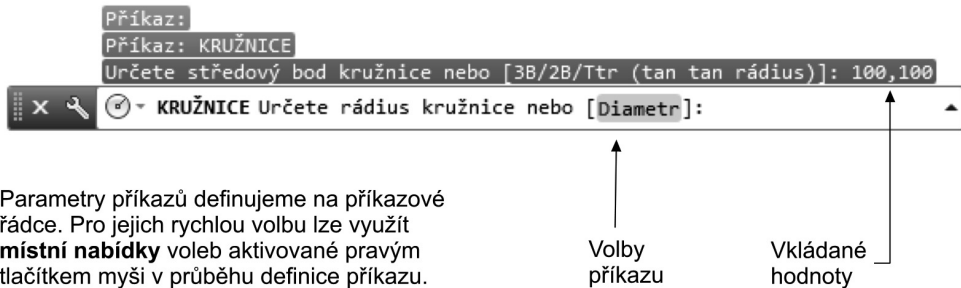 Příkaz:
Příkaz: KRUŽNICE
Určete středový bod kružnice nebo [3B/2B/Ttr (tan tan rádius)]: 100,100
KRUŽNICE Určete rádius kružnice nebo [Diametr]:
Parametry příkazů definujeme na příkazové
řádce. Pro jejich rychlou volbu lze využít
místní nabídky voleb aktivované pravým
tlačítkem myši v průběhu definice příkazu.
Volby
příkazu
Vkládané
hodnoty